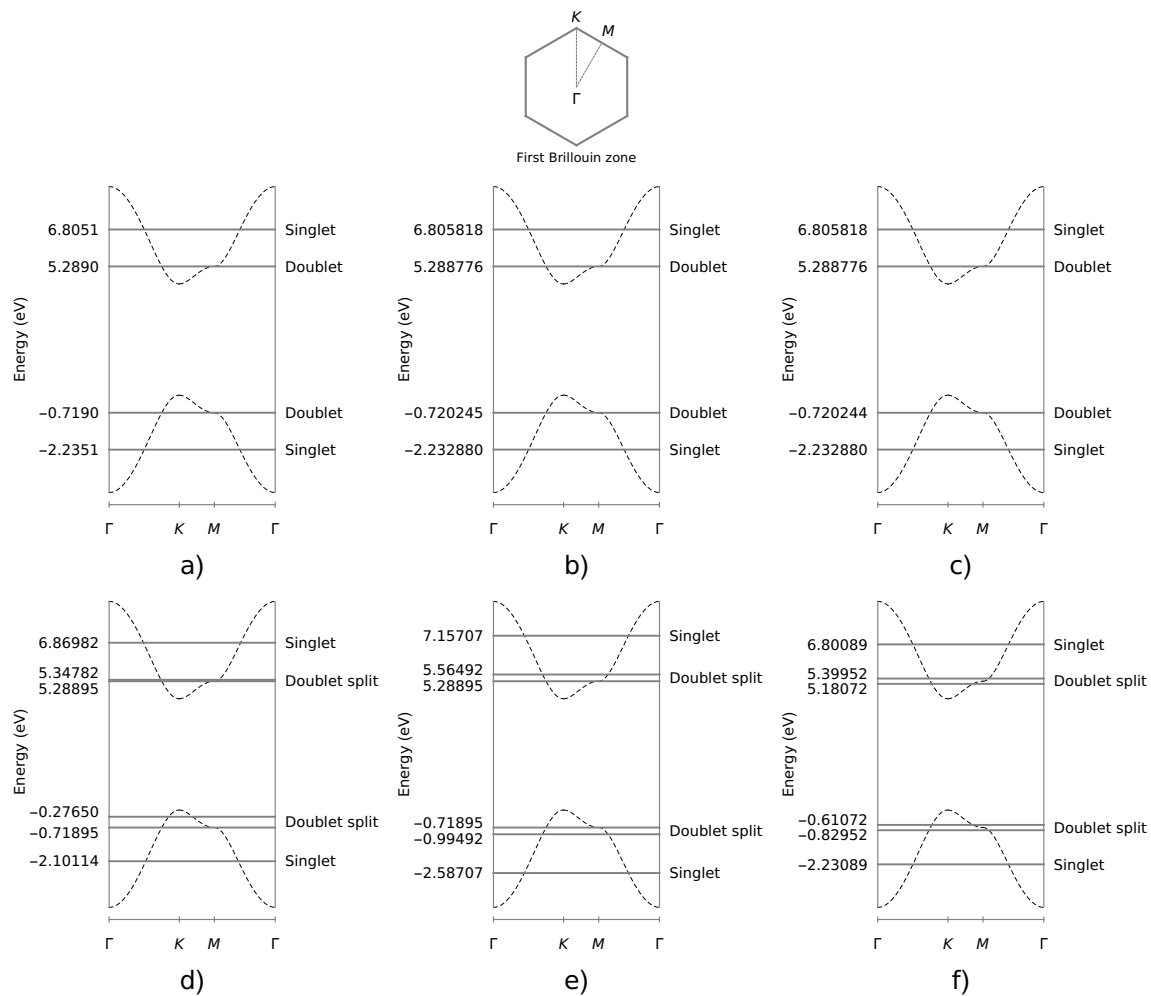 K
M
Γ
First Brillouin zone
6.8051
Singlet
5.2890
Doublet
Energy (eV)
−0.7190
Doublet
−2.2351
Singlet
Γ K M Γ
a)
6.805818
Singlet
5.288776
Doublet
Energy (eV)
−0.720245
Doublet
−2.232880
Singlet
Γ K M Γ
b)
6.805818
Singlet
5.288776
Doublet
Energy (eV)
−0.720244
Doublet
−2.232880
Singlet
Γ K M Γ
c)
6.86982
Singlet
5.34782
5.28895
Doublet split
Energy (eV)
−0.27650
−0.71895
Doublet split
−2.10114
Singlet
Γ K M Γ
d)
7.15707
Singlet
5.56492
5.28895
Doublet split
Energy (eV)
−0.71895
−0.99492
Doublet split
−2.58707
Singlet
Γ K M Γ
e)
6.80089
Singlet
5.39952
5.18072
Doublet split
Energy (eV)
−0.61072
−0.82952
Doublet split
−2.23089
Singlet
Γ K M Γ
f)